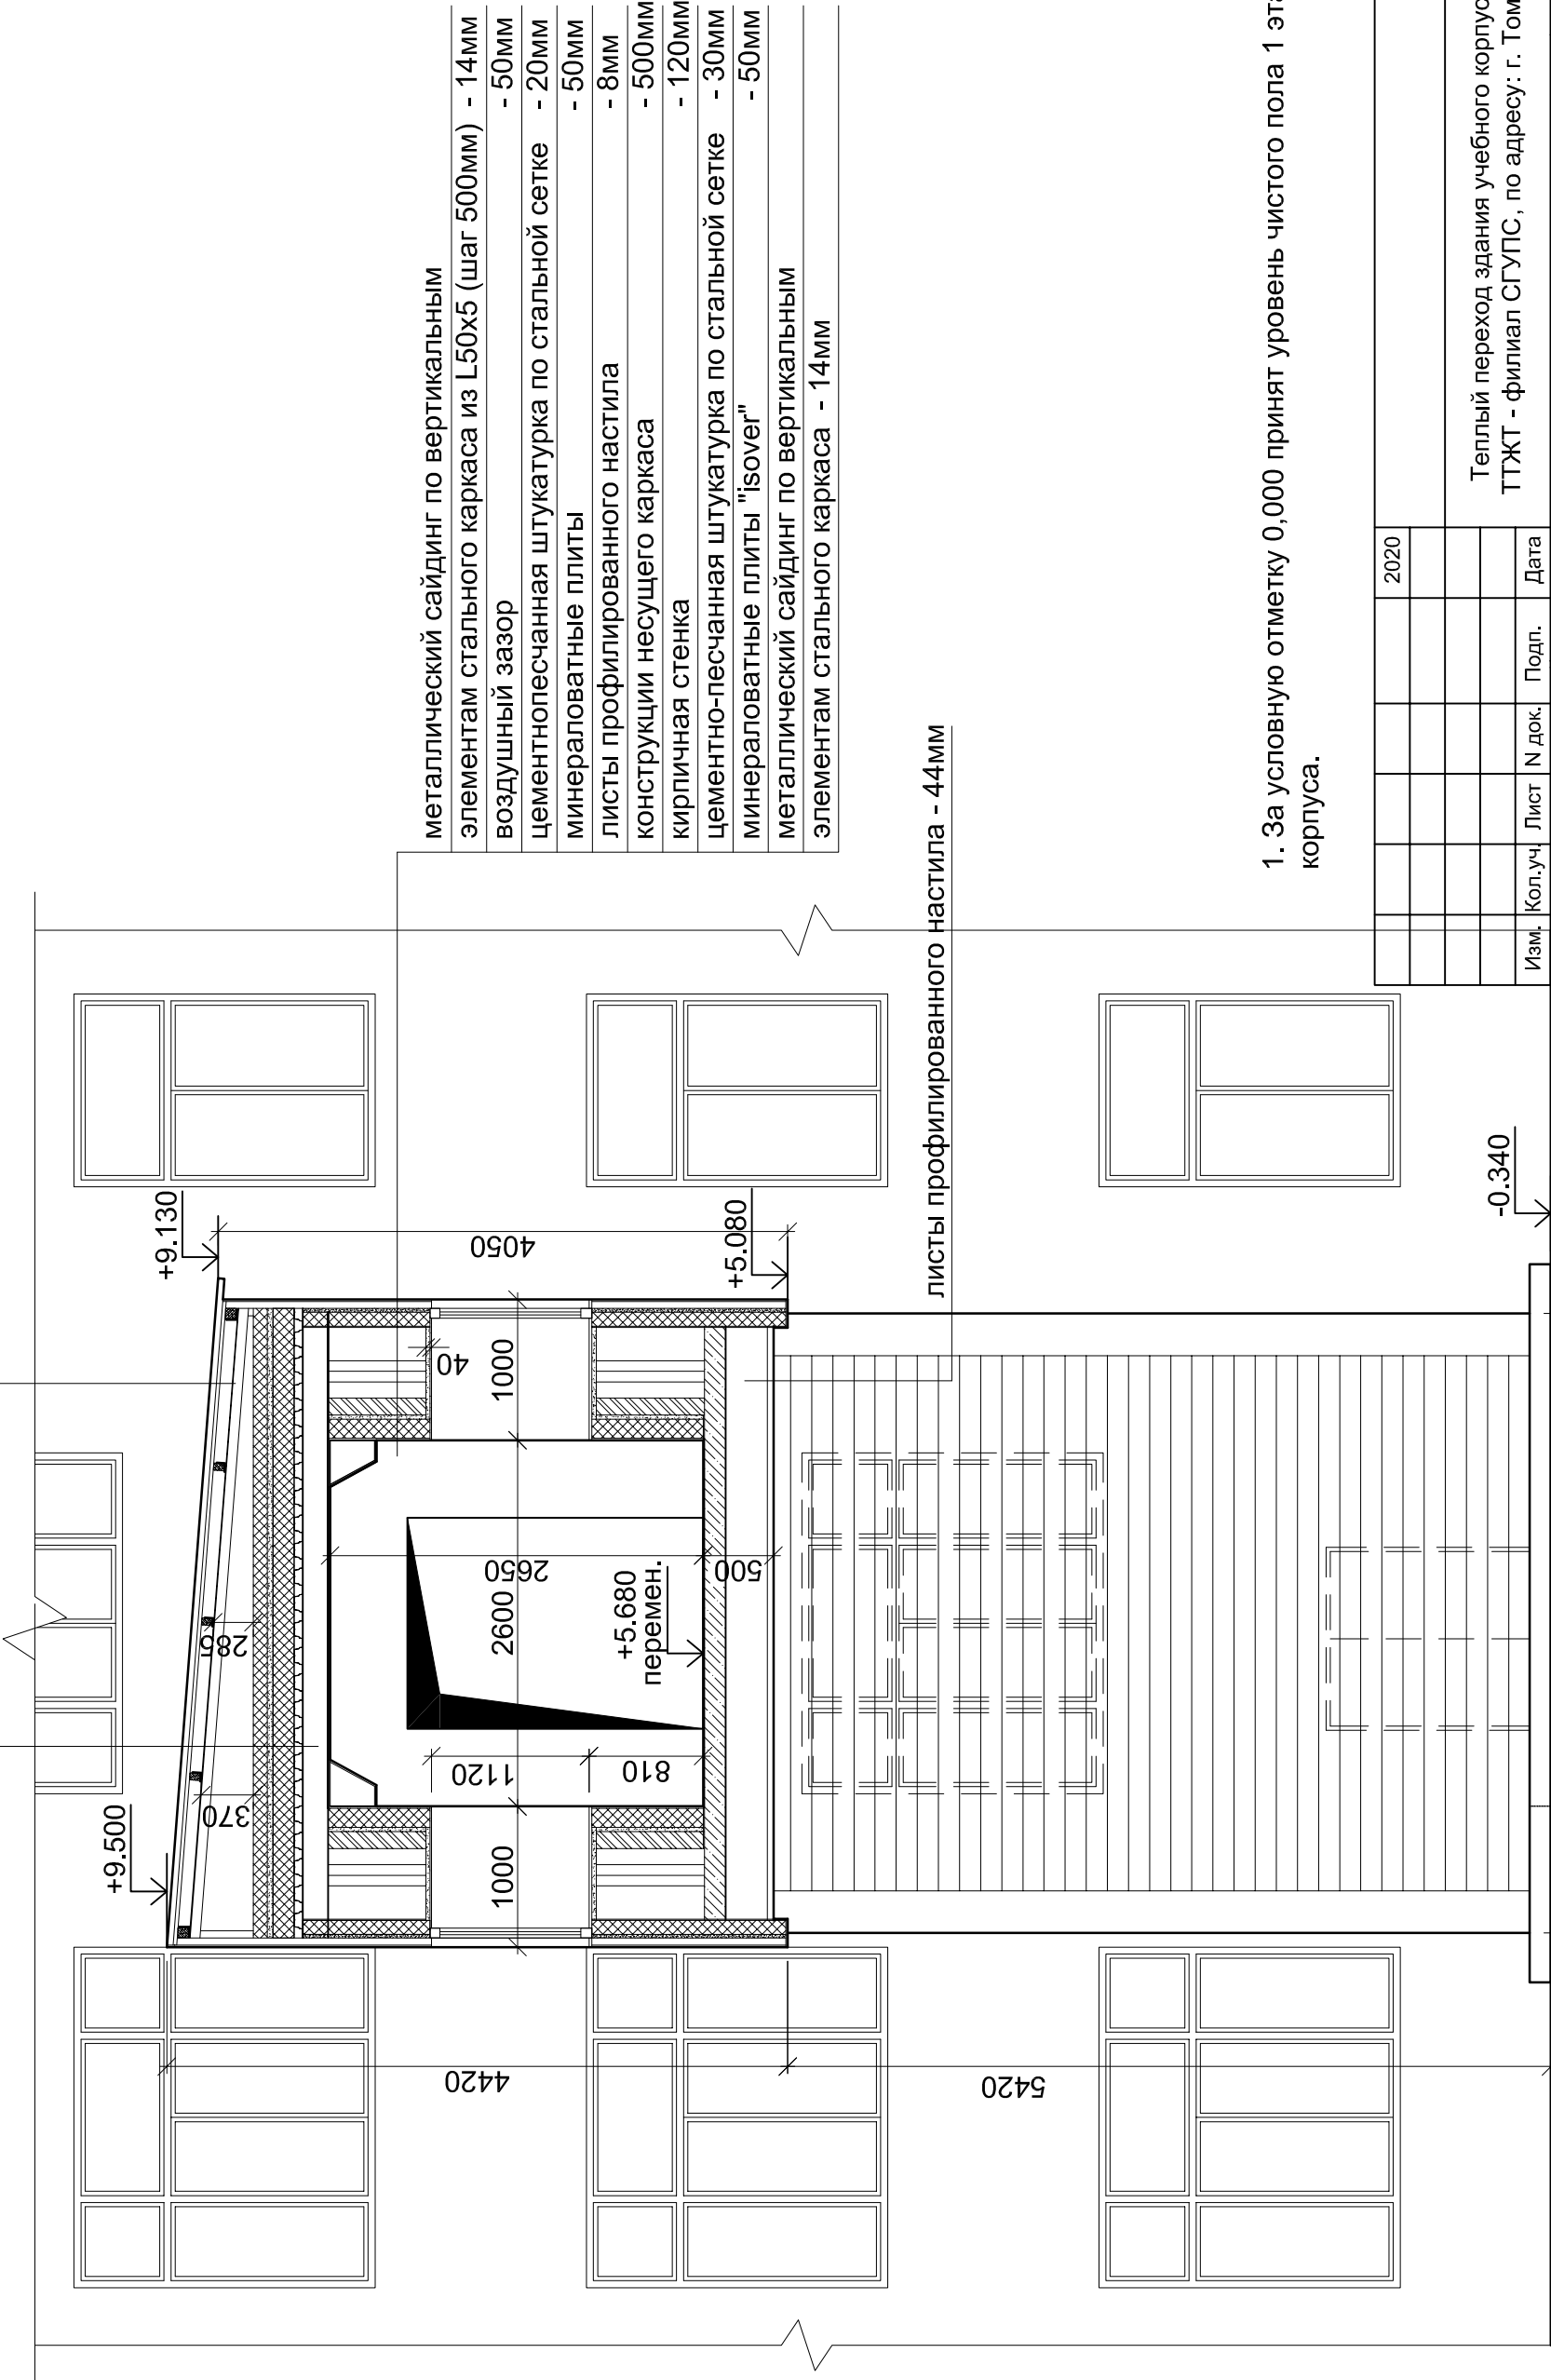 металлический сайдинг по вертикальным
элементам стального каркаса из L50х5 (шаг 500мм) - 14мм
воздушный зазор - 50мм
цементнопесчанная штукатурка по стальной сетке - 20мм
минераловатные плиты - 50мм
листы профилированного настила - 8мм
конструкции несущего каркаса - 500мм
кирпичная стенка - 120мм
цементно-песчанная штукатурка по стальной сетке - 30мм
минераловатные плиты "isover" - 50мм
металлический сайдинг по вертикальным
элементам стального каркаса - 14мм
листы профилированного настила - 44мм
+9.500
+9.130
370
285
4050
4420
1000
2600
1000
40
2650
1120
810
500
+5.680
перемен.
+5.080
5420
-0.340
1. За условную отметку 0,000 принят уровень чистого пола 1 эта
корпуса.
2020
Изм. Кол.уч. Лист N док. Подп. Дата
Теплый переход здания учебного корпус
ТТЖТ - филиал СГУПС, по адресу: г. Том